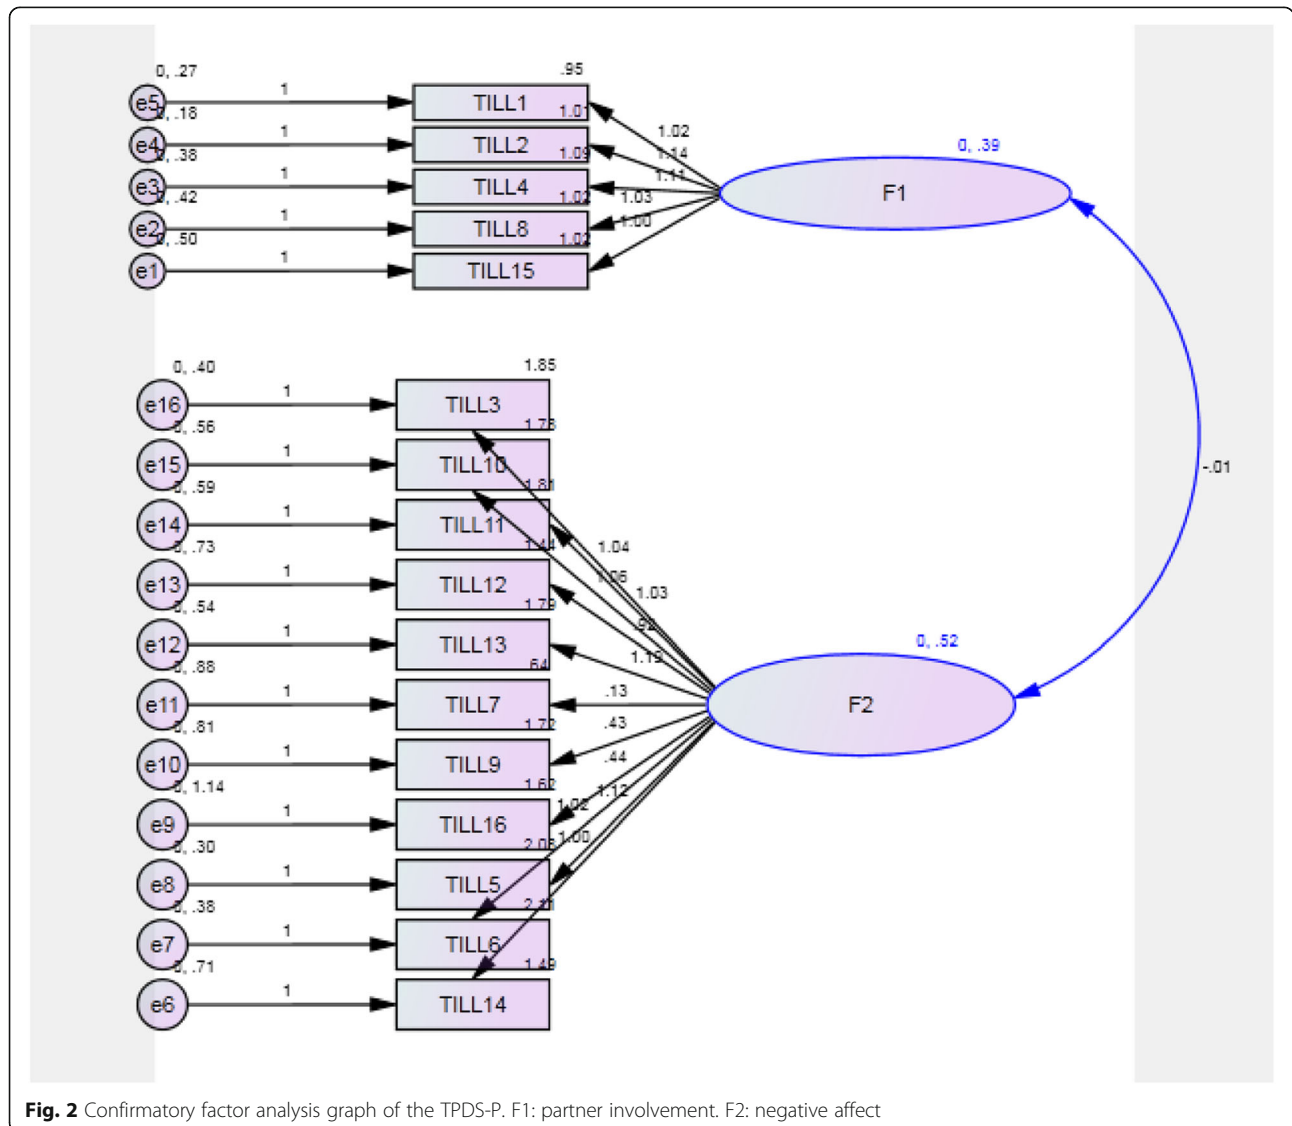 0, .27 .95
e5 1 TILL1
0, .18 1.01 1.02
e4 1 TILL2
0, .38 1.09 1.14 0, .39
e3 1 TILL4 1.11 F1
0, .42 1.02 1.03
e2 1 TILL8 1.00
0, .50 1.02
e1 1 TILL15
0, .40 1.85
e16 1 TILL3
0, .56
e15 1 TILL10 -.01
0, .59 1.81
e14 1 TILL11
0, .73 1.44 1.04
e13 1 TILL12 1.06 1.03
0, .54 1.79 .92
e12 1 TILL13 0, .52
0, .88 .64
e11 1 TILL7 .13 F2
0, .81 1.72 .43
e10 1 TILL9 .44
0, 1.14 1.62 1.12
e9 1 TILL16 1.02
0, .30 1.00
e8 1 TILL5
0, .38 2.11
e7 1 TILL6
0, .71 1.49
e6 1 TILL14
Fig. 2 Confirmatory factor analysis graph of the TPDS-P. F1: partner involvement. F2: negative affect